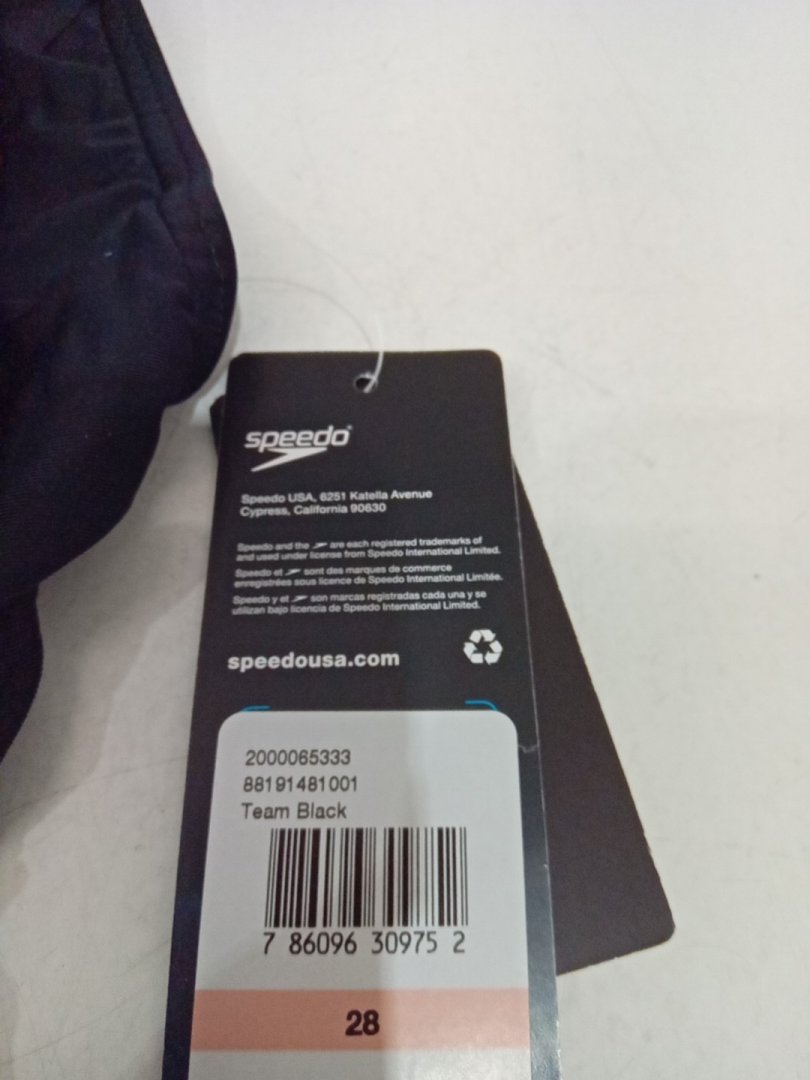 speedo
Speedo USA, 6251 Katella Avenue
Cypress, California 90630
Speedo and the are each registered trademarks of
and used under license from Speedo International Limited.
Speedo et sont des marques de commerce
enregistrées sous licence de Speedo International Limitée.
Speedo y et son marcas registradas cada una y se
utilizan bajo licencia de Speedo International Limited.
speedousa.com
2000065333
88191481001
Team Black
7 86096 30975 2
28